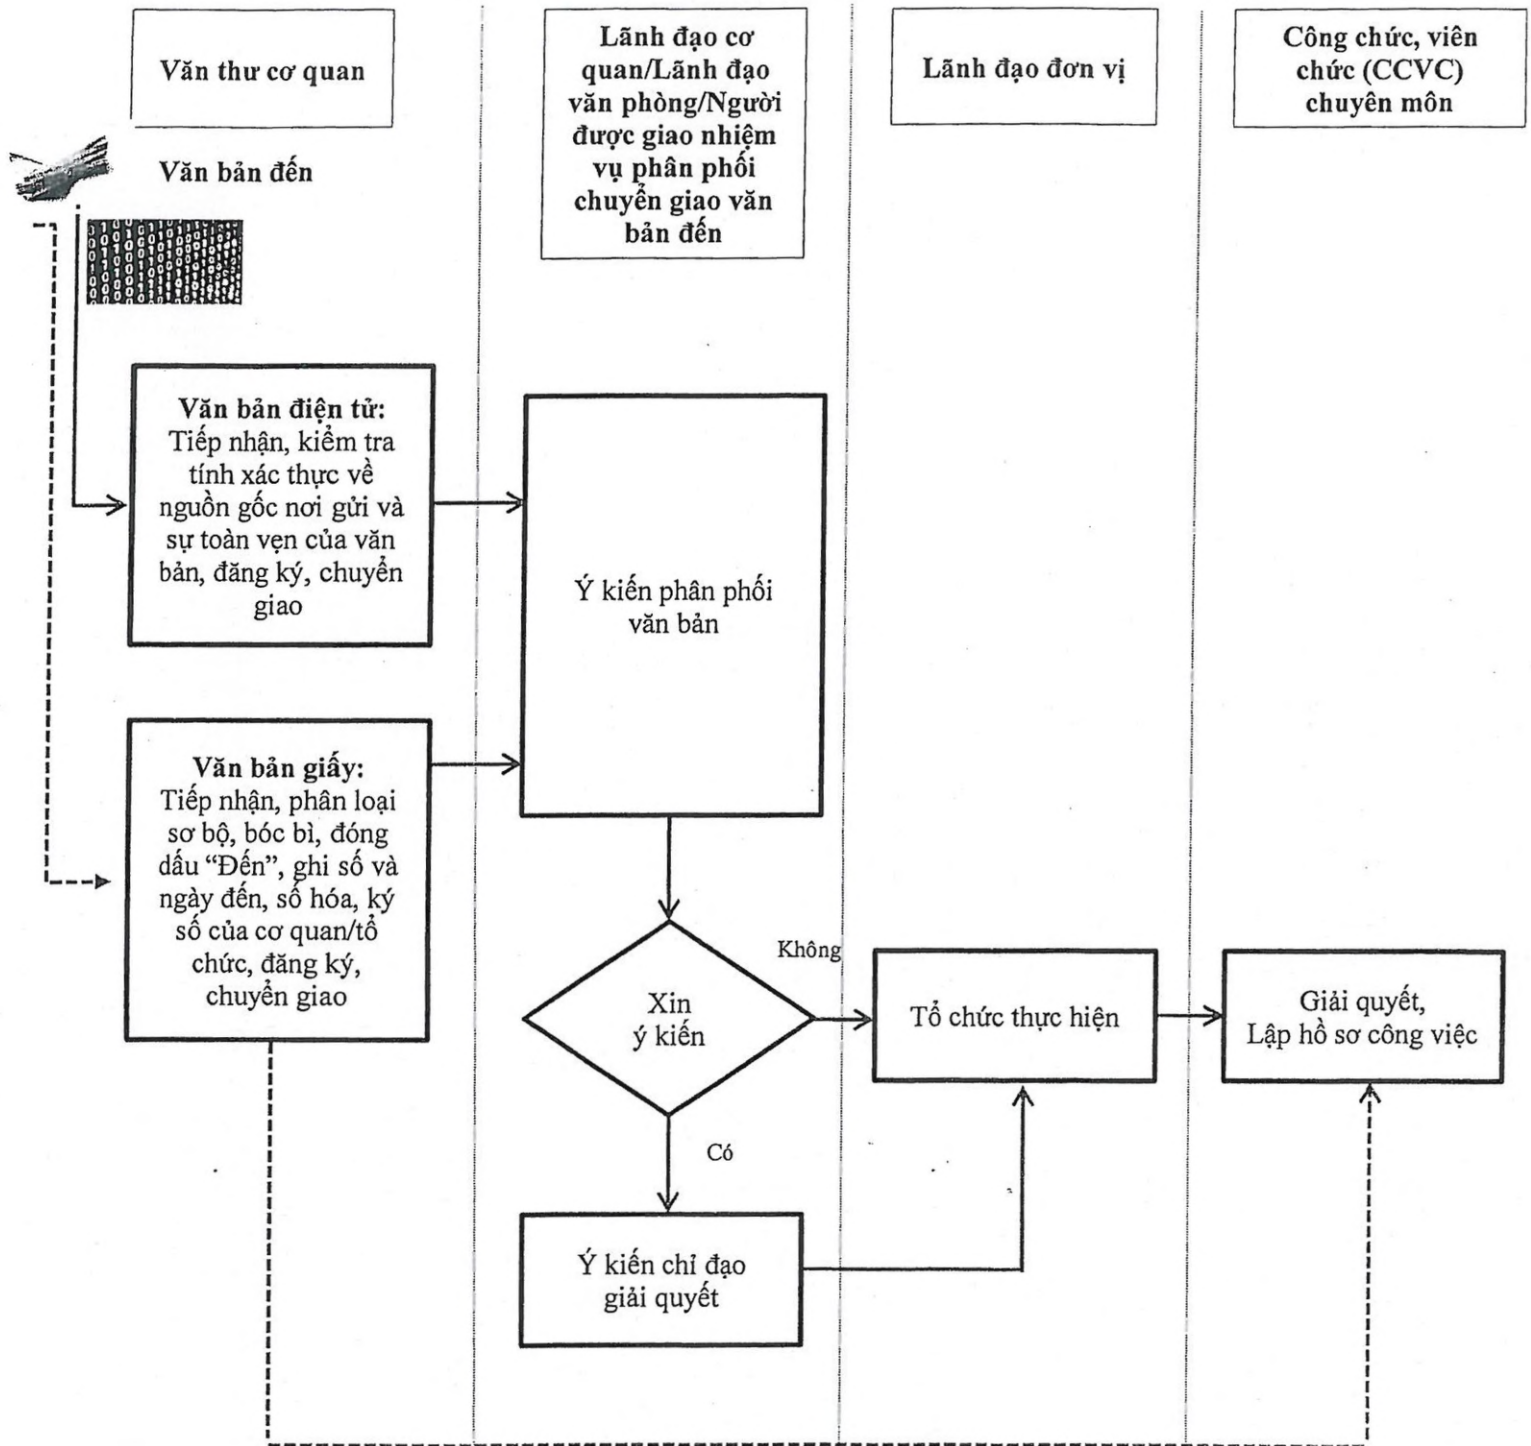 Văn thư cơ quan
Lãnh đạo cơ
quan/Lãnh đạo
văn phòng/Người
được giao nhiệm
vụ phân phối
chuyển giao văn
bản đến
Lãnh đạo đơn vị
Công chức, viên
chức (CCVC)
chuyên môn
Văn bản đến
Văn bản điện tử:
Tiếp nhận, kiểm tra
tính xác thực về
nguồn gốc nơi gửi và
sự toàn vẹn của văn
bản, đăng ký, chuyển
giao
Ý kiến phân phối
văn bản
Văn bản giấy:
Tiếp nhận, phân loại
sơ bộ, bóc bì, đóng
dấu “Đến”, ghi số và
ngày đến, số hóa, ký
số của cơ quan/tổ
chức, đăng ký,
chuyển giao
Xin
ý kiến
Không
Tổ chức thực hiện
Giải quyết,
Lập hồ sơ công việc
Có
Ý kiến chỉ đạo
giải quyết